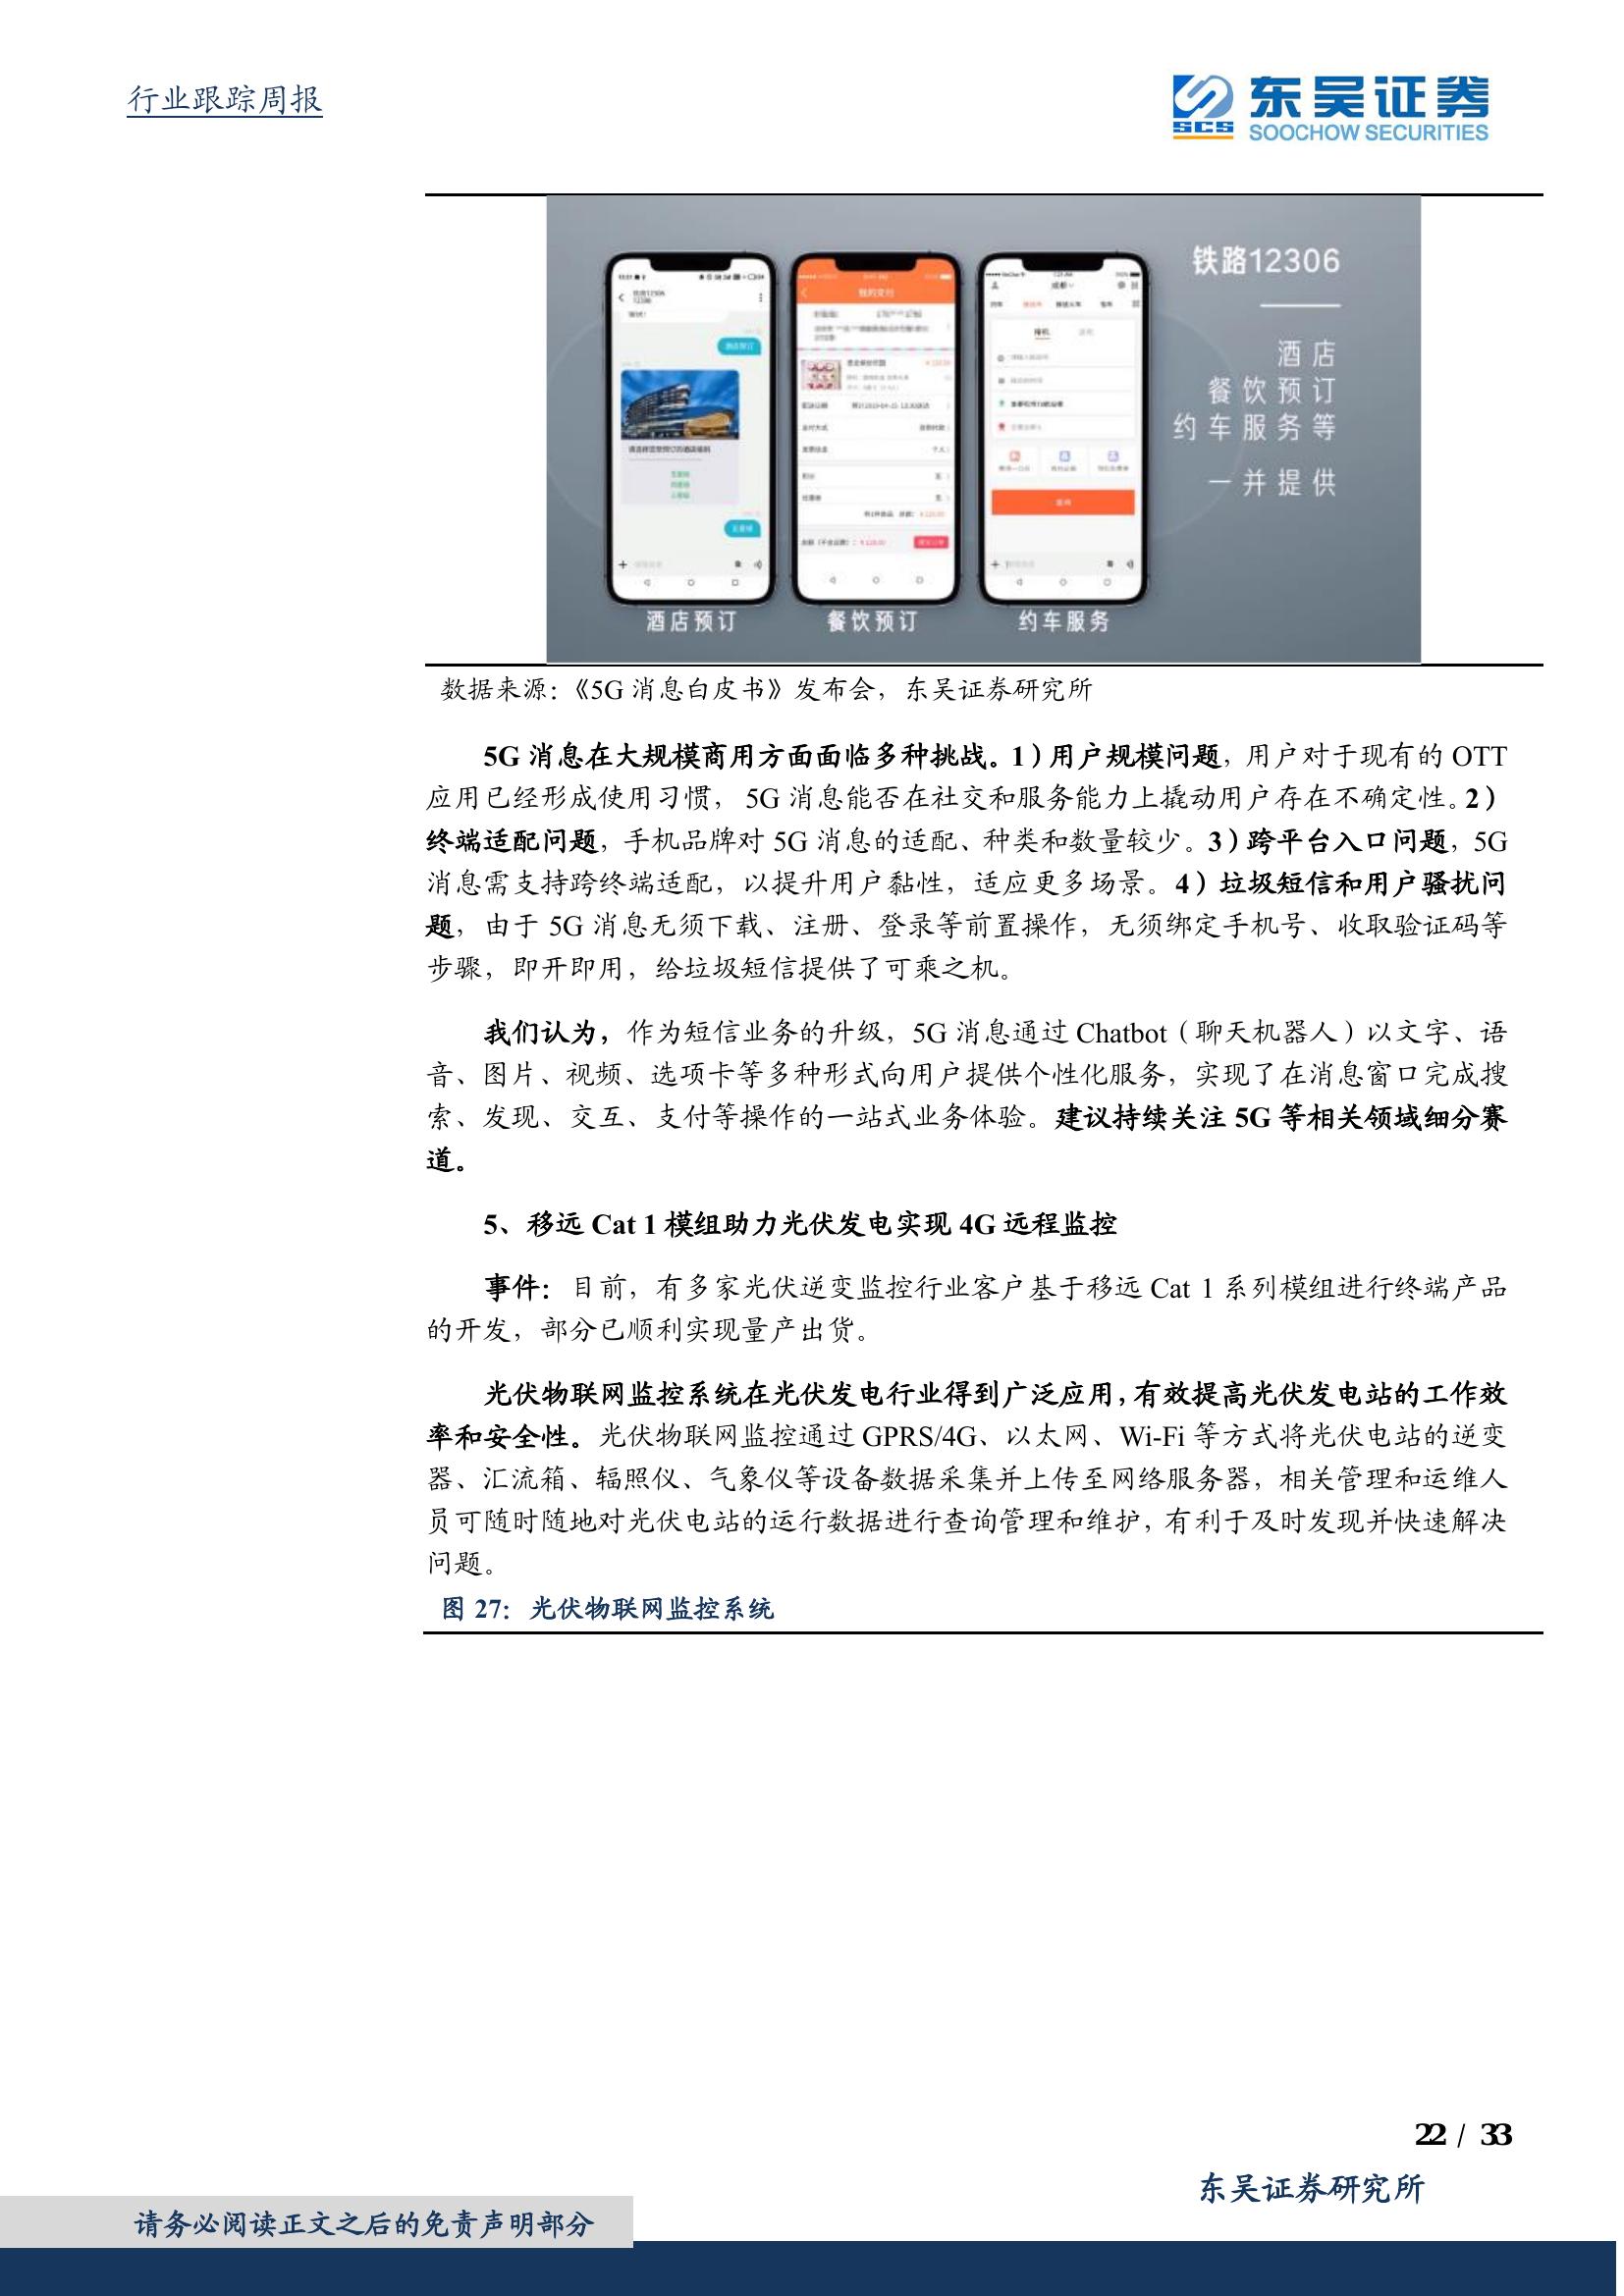 行业跟踪周报
SCS
东吴证券
SOOCHOW SECURITIES
铁路12306
酒店
餐饮预订
约车服务等
一并提供
我的支付
酒店预订
餐饮预订
约车服务
数据来源：《5G 消息白皮书》发布会，东吴证券研究所
5G 消息在大规模商用方面面临多种挑战。1）用户规模问题，用户对于现有的 OTT
应用已经形成使用习惯， 5G 消息能否在社交和服务能力上撬动用户存在不确定性。2）
终端适配问题，手机品牌对 5G 消息的适配、种类和数量较少。3）跨平台入口问题，5G
消息需支持跨终端适配，以提升用户黏性，适应更多场景。4）垃圾短信和用户骚扰问
题，由于 5G 消息无须下载、注册、登录等前置操作，无须绑定手机号、收取验证码等
步骤，即开即用，给垃圾短信提供了可乘之机。
我们认为，作为短信业务的升级，5G 消息通过 Chatbot（聊天机器人）以文字、语
音、图片、视频、选项卡等多种形式向用户提供个性化服务，实现了在消息窗口完成搜
索、发现、交互、支付等操作的一站式业务体验。建议持续关注 5G 等相关领域细分赛
道。
5、移远 Cat 1 模组助力光伏发电实现 4G 远程监控
事件：目前，有多家光伏逆变监控行业客户基于移远 Cat 1 系列模组进行终端产品
的开发，部分已顺利实现量产出货。
光伏物联网监控系统在光伏发电行业得到广泛应用，有效提高光伏发电站的工作效
率和安全性。光伏物联网监控通过 GPRS/4G、以太网、Wi-Fi 等方式将光伏电站的逆变
器、汇流箱、辐照仪、气象仪等设备数据采集并上传至网络服务器，相关管理和运维人
员可随时随地对光伏电站的运行数据进行查询管理和维护，有利于及时发现并快速解决
问题。
图 27：光伏物联网监控系统
22 / 33
东吴证券研究所
请务必阅读正文之后的免责声明部分